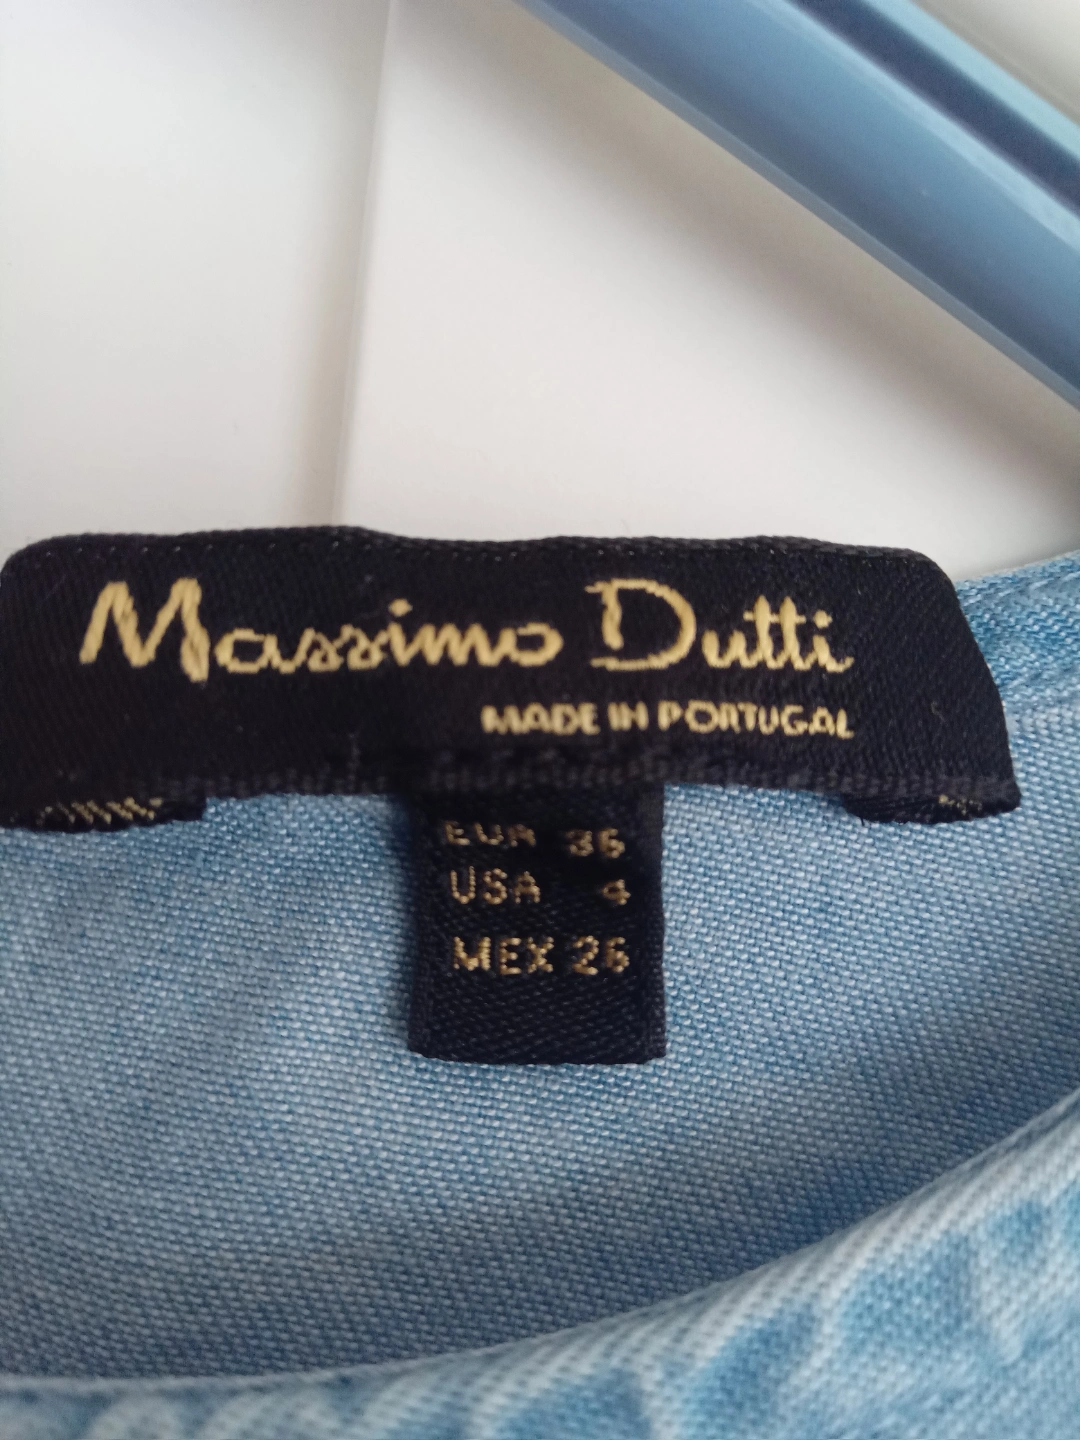 Massimo Dutti
MADE IN PORTUGAL
EUR 36
USA 4
MEX 26